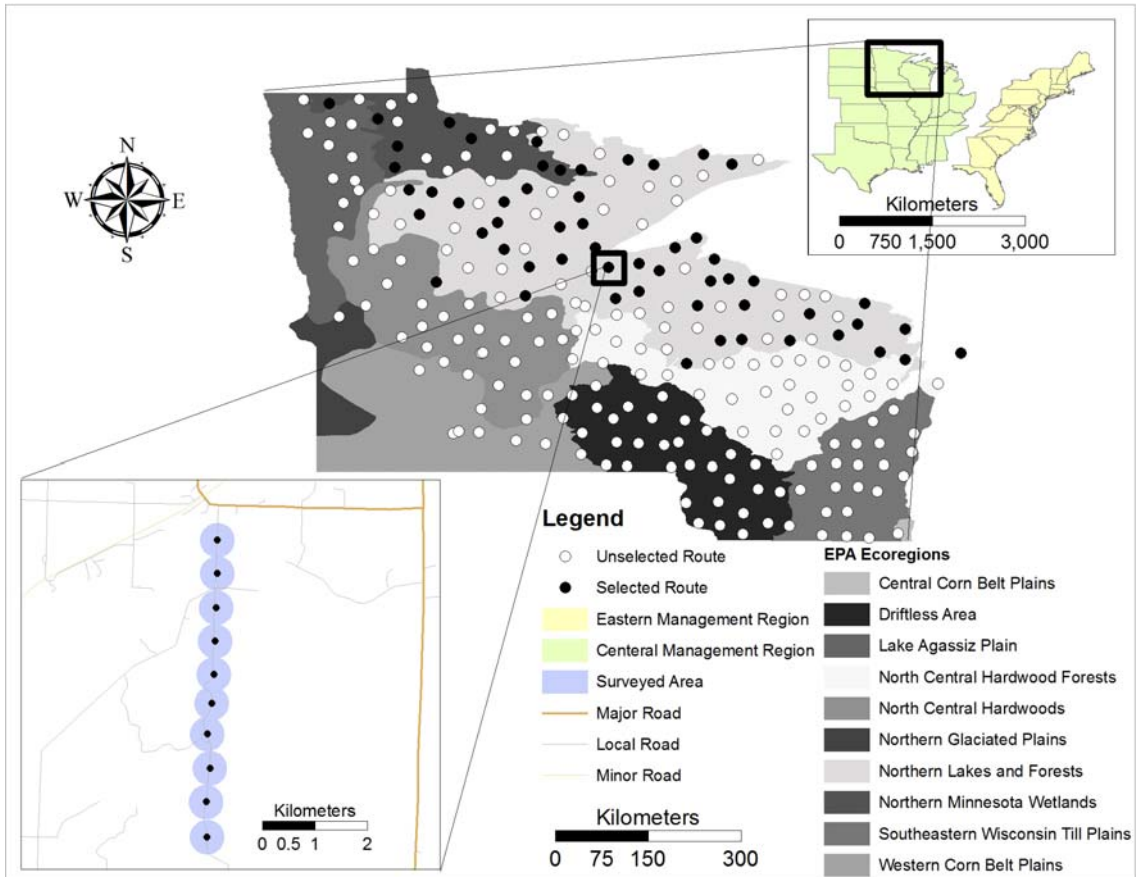 N
W E
S
Kilometers
0 750 1,500 3,000
Kilometers
0 0.5 1 2
Legend
Unselected Route
Selected Route
Eastern Management Region
Centeral Management Region
Surveyed Area
Major Road
Local Road
Minor Road
Kilometers
0 75 150 300
EPA Ecoregions
Central Corn Belt Plains
Driftless Area
Lake Agassiz Plain
North Central Hardwood Forests
North Central Hardwoods
Northern Glaciated Plains
Northern Lakes and Forests
Northern Minnesota Wetlands
Southeastern Wisconsin Till Plains
Western Corn Belt Plains